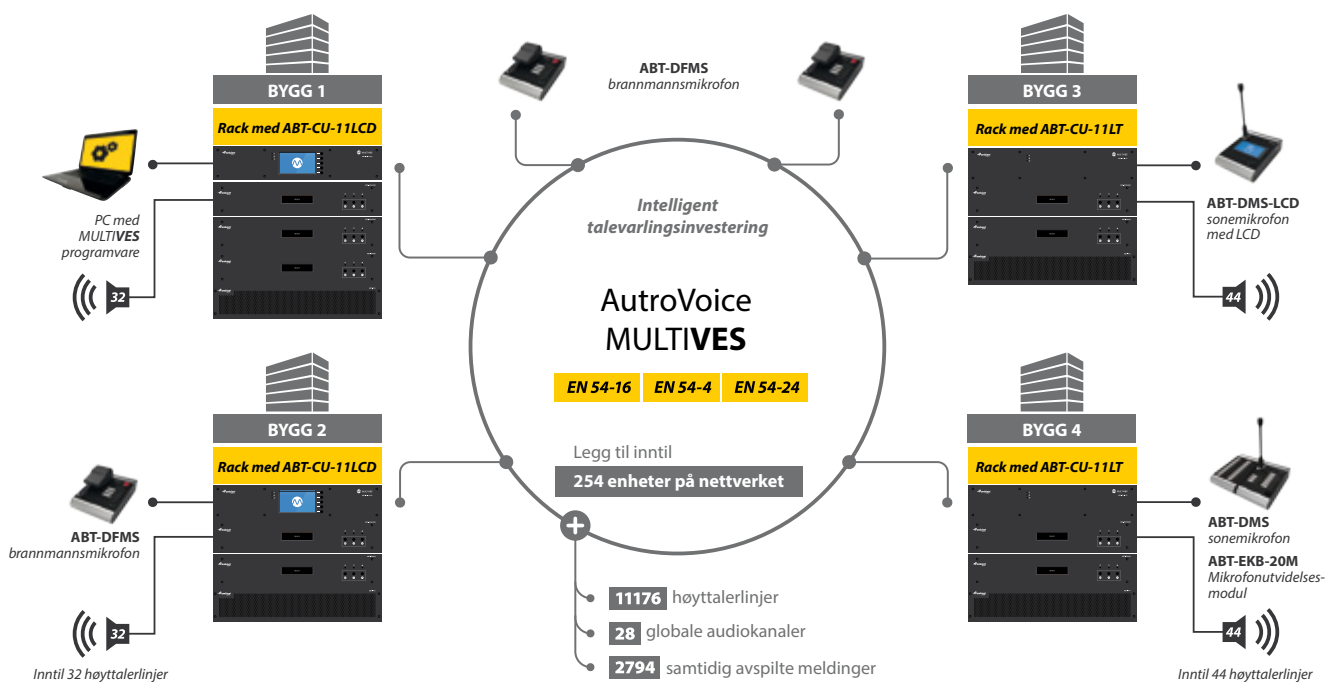 BYGG 1
Rack med ABT-CU-11LCD
PC med
MULTIVES
programvare
32
ABT-DFMS
brannmannsmikrofon
BYGG 3
Rack med ABT-CU-11LT
ABT-DMS-LCD
sonemikrofon
med LCD
44
Intelligent
talevarlingsinvestering
AutroVoice
MULTIVES
EN 54-16 EN 54-4 EN 54-24
Legg til inntil
254 enheter på nettverket
BYGG 2
Rack med ABT-CU-11LCD
ABT-DFMS
brannmannsmikrofon
32
Inntil 32 høyttalerlinjer
BYGG 4
Rack med ABT-CU-11LT
ABT-DMS
sonemikrofon
ABT-EKB-20M
Mikrofonutvidelses-
modul
44
Inntil 44 høyttalerlinjer
+
11176 høyttalerlinjer
28 globale audiokanaler
2794 samtidig avspilte meldinger